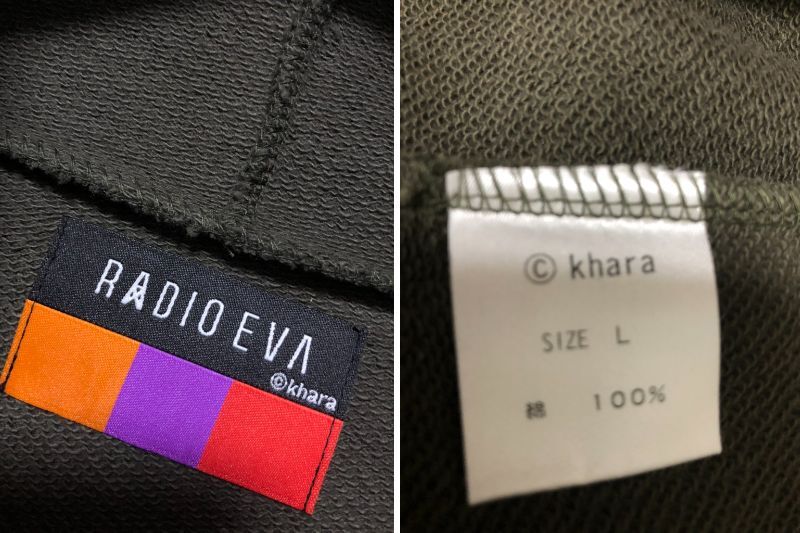 RADIO EVA
©khara
© khara
SIZE L
綿 100%